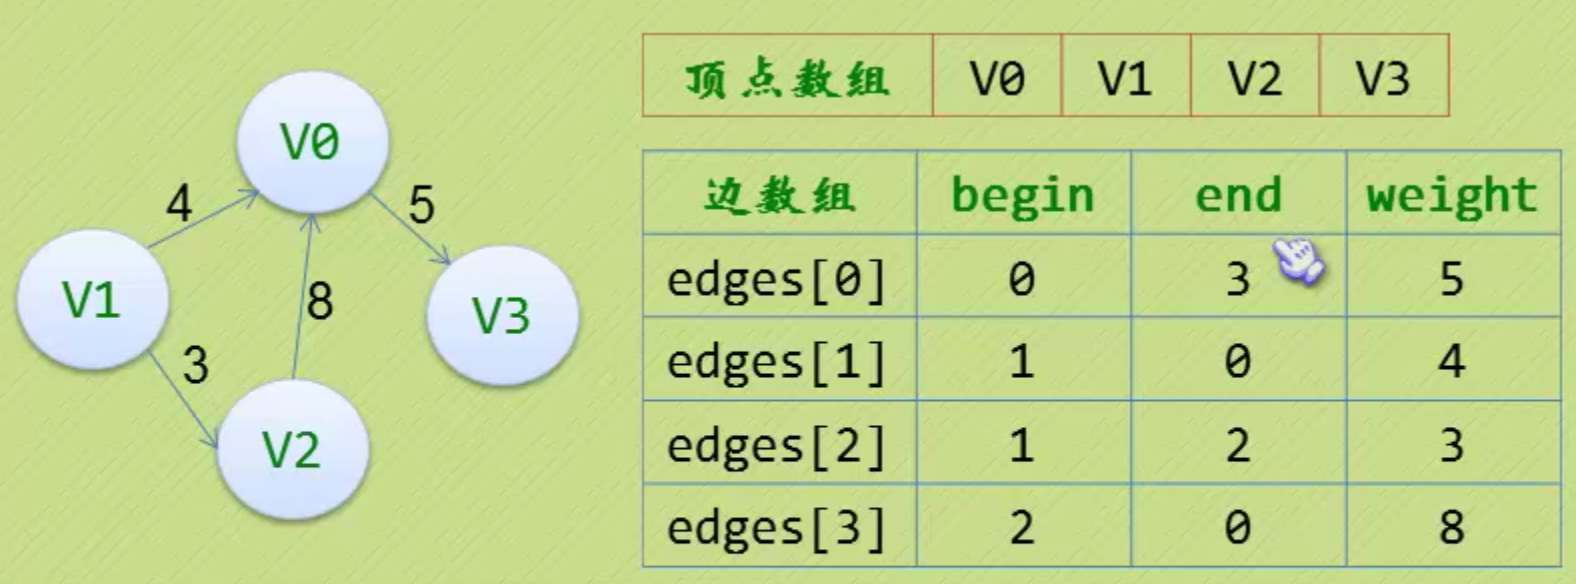 V0
4
5
V1
8
V3
3
V2
顶点数组 V0 V1 V2 V3
边数组 begin end weight
edges[0] 0 3 5
edges[1] 1 0 4
edges[2] 1 2 3
edges[3] 2 0 8